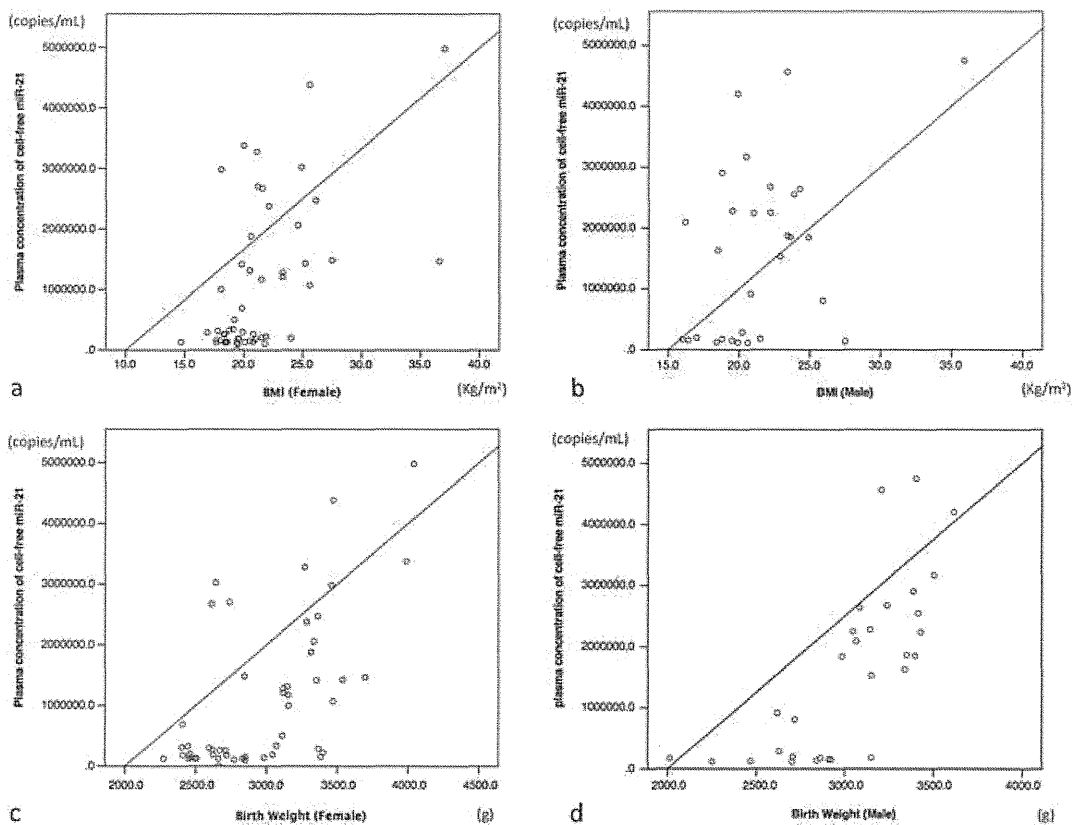 (copies/mL)
Plasma concentration of cell-free miR-21
5000000.0
4000000.0
3000000.0
2000000.0
1000000.0
.0
10.0 15.0 20.0 25.0 30.0 35.0 40.0
a BMI (Female) (Kg/m²)
(copies/mL)
Plasma concentration of cell-free miR-21
5000000.0
4000000.0
3000000.0
2000000.0
1000000.0
.0
15.0 20.0 25.0 30.0 35.0 40.0
b BMI (Male) (Kg/m²)
(copies/mL)
Plasma concentration of cell-free miR-21
5000000.0
4000000.0
3000000.0
2000000.0
1000000.0
.0
2000.0 2500.0 3000.0 3500.0 4000.0 4500.0
c Birth Weight (Female) (g)
(copies/mL)
plasma concentration of cell-free miR-21
5000000.0
4000000.0
3000000.0
2000000.0
1000000.0
.0
2000.0 2500.0 3000.0 3500.0 4000.0
d Birth Weight (Male) (g)